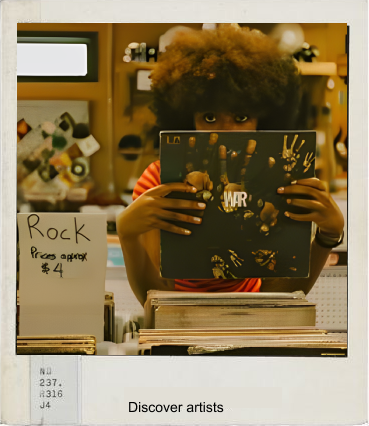 WAR
Rock
Prices approx
$4
ND
237.
R316
J4
Discover artists